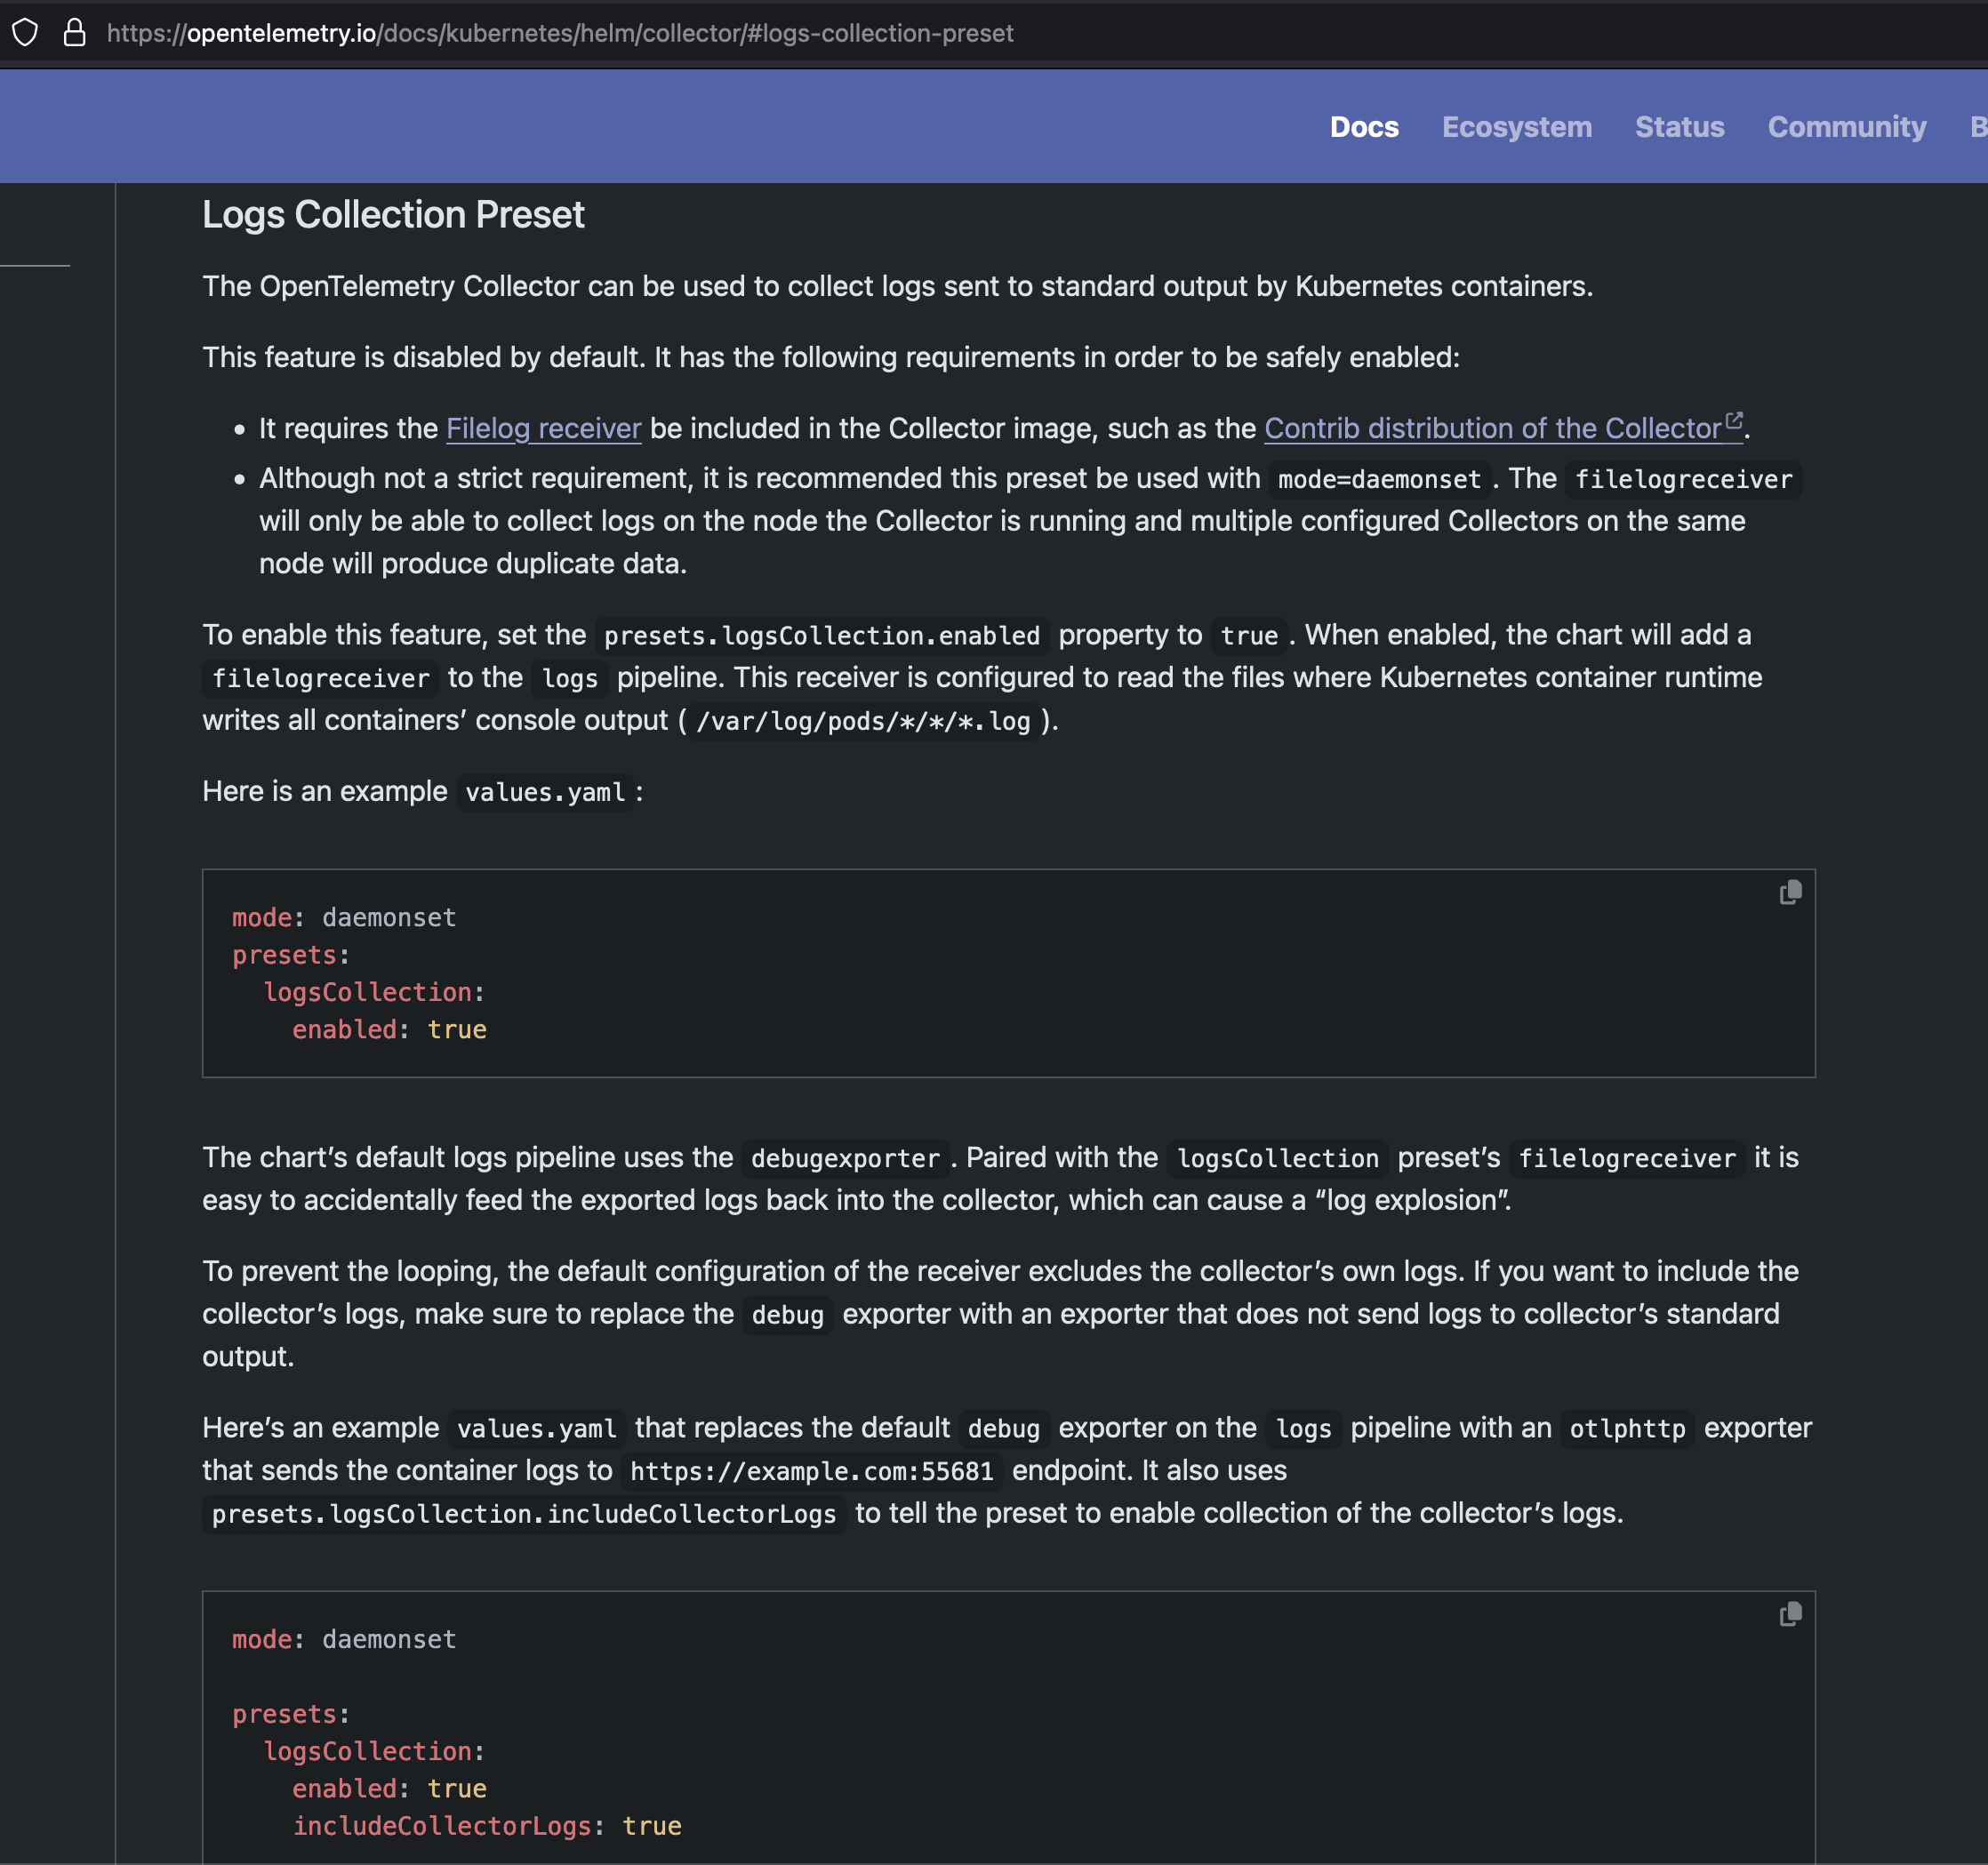 https://opentelemetry.io/docs/kubernetes/helm/collector/#logs-collection-preset
Docs Ecosystem Status Community B
Logs Collection Preset
The OpenTelemetry Collector can be used to collect logs sent to standard output by Kubernetes containers.
This feature is disabled by default. It has the following requirements in order to be safely enabled:
• It requires the Filelog receiver be included in the Collector image, such as the Contrib distribution of the Collector.
• Although not a strict requirement, it is recommended this preset be used with mode=daemonset. The filelogreceiver
will only be able to collect logs on the node the Collector is running and multiple configured Collectors on the same
node will produce duplicate data.
To enable this feature, set the presets.logsCollection.enabled property to true. When enabled, the chart will add a
filelogreceiver to the logs pipeline. This receiver is configured to read the files where Kubernetes container runtime
writes all containers’ console output (/var/log/pods/*/*/*.log).
Here is an example values.yaml:
mode: daemonset
presets:
  logsCollection:
    enabled: true
The chart’s default logs pipeline uses the debugexporter. Paired with the logsCollection preset’s filelogreceiver it is
easy to accidentally feed the exported logs back into the collector, which can cause a “log explosion”.
To prevent the looping, the default configuration of the receiver excludes the collector’s own logs. If you want to include the
collector’s logs, make sure to replace the debug exporter with an exporter that does not send logs to collector’s standard
output.
Here’s an example values.yaml that replaces the default debug exporter on the logs pipeline with an otlphttp exporter
that sends the container logs to https://example.com:55681 endpoint. It also uses
presets.logsCollection.includeCollectorLogs to tell the preset to enable collection of the collector’s logs.
mode: daemonset
presets:
  logsCollection:
    enabled: true
    includeCollectorLogs: true